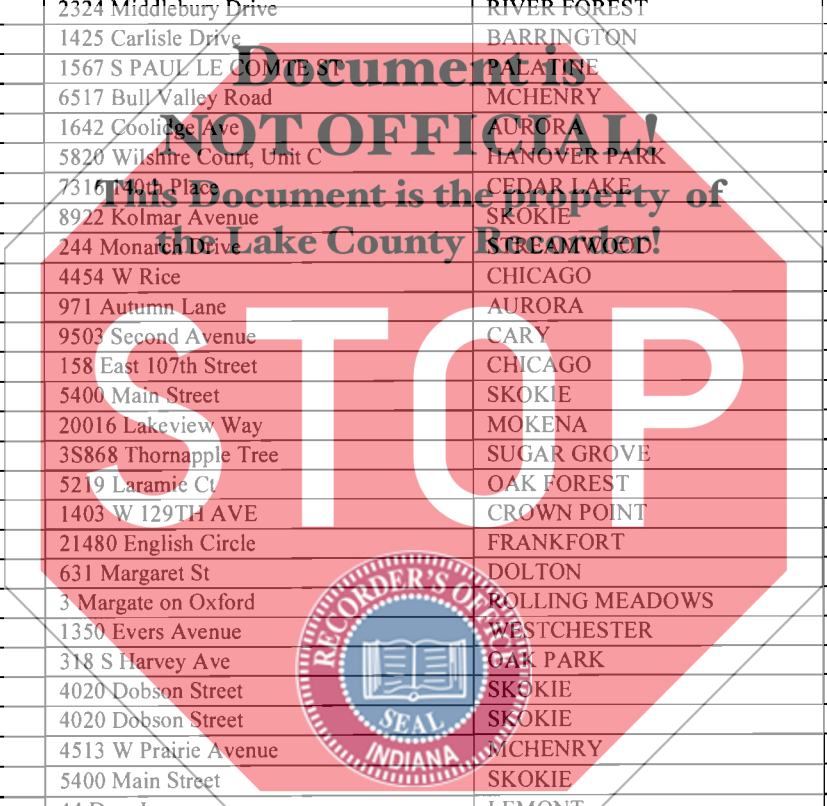 2324 Middlebury Drive RIVER FOREST
1425 Carlisle Drive BARRINGTON
Document is
1567 S PAUL LE COMTE ST PALATINE
6517 Bull Valley Road MCHENRY
NOT OFFICIAL!
1642 Coolidge Ave AURORA
5820 Wilshire Court, Unit C HANOVER PARK
7316 140th Place CEDAR LAKE
This Document is the property of
8922 Kolmar Avenue SKOKIE
the Lake County Recorder!
244 Monarch Drive STREAMWOOD
4454 W Rice CHICAGO
971 Autumn Lane AURORA
9503 Second Avenue CARY
158 East 107th Street CHICAGO
STOP
5400 Main Street SKOKIE
20016 Lakeview Way MOKENA
3S868 Thornapple Tree SUGAR GROVE
5219 Laramie Ct OAK FOREST
1403 W 129TH AVE CROWN POINT
21480 English Circle FRANKFORT
631 Margaret St DOLTON
3 Margate on Oxford ROLLING MEADOWS
1350 Evers Avenue WESTCHESTER
318 S Harvey Ave OAK PARK
4020 Dobson Street SKOKIE
4020 Dobson Street SKOKIE
4513 W Prairie Avenue MCHENRY
5400 Main Street SKOKIE
LEMONT
RECORDER'S OFFICE
SEAL
INDIANA